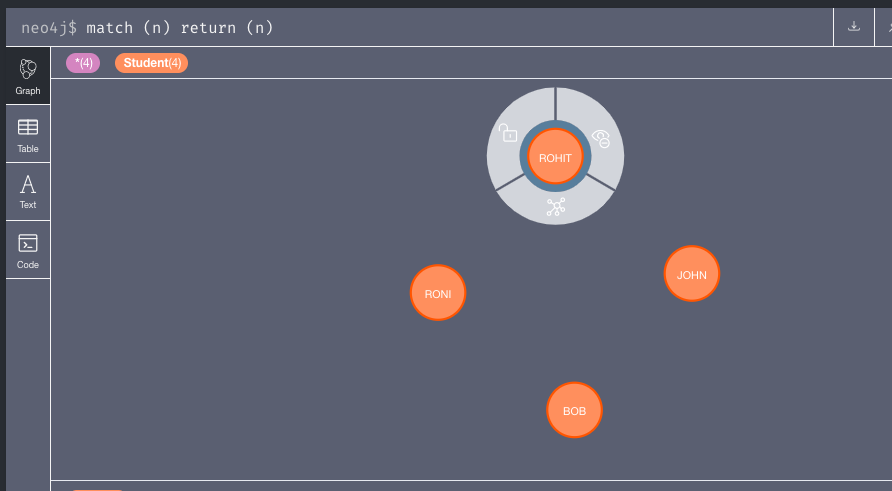 neo4j$ match (n) return (n)
*(4) Student(4)
Graph
Table
Text
Code
ROHIT
JOHN
RONI
BOB